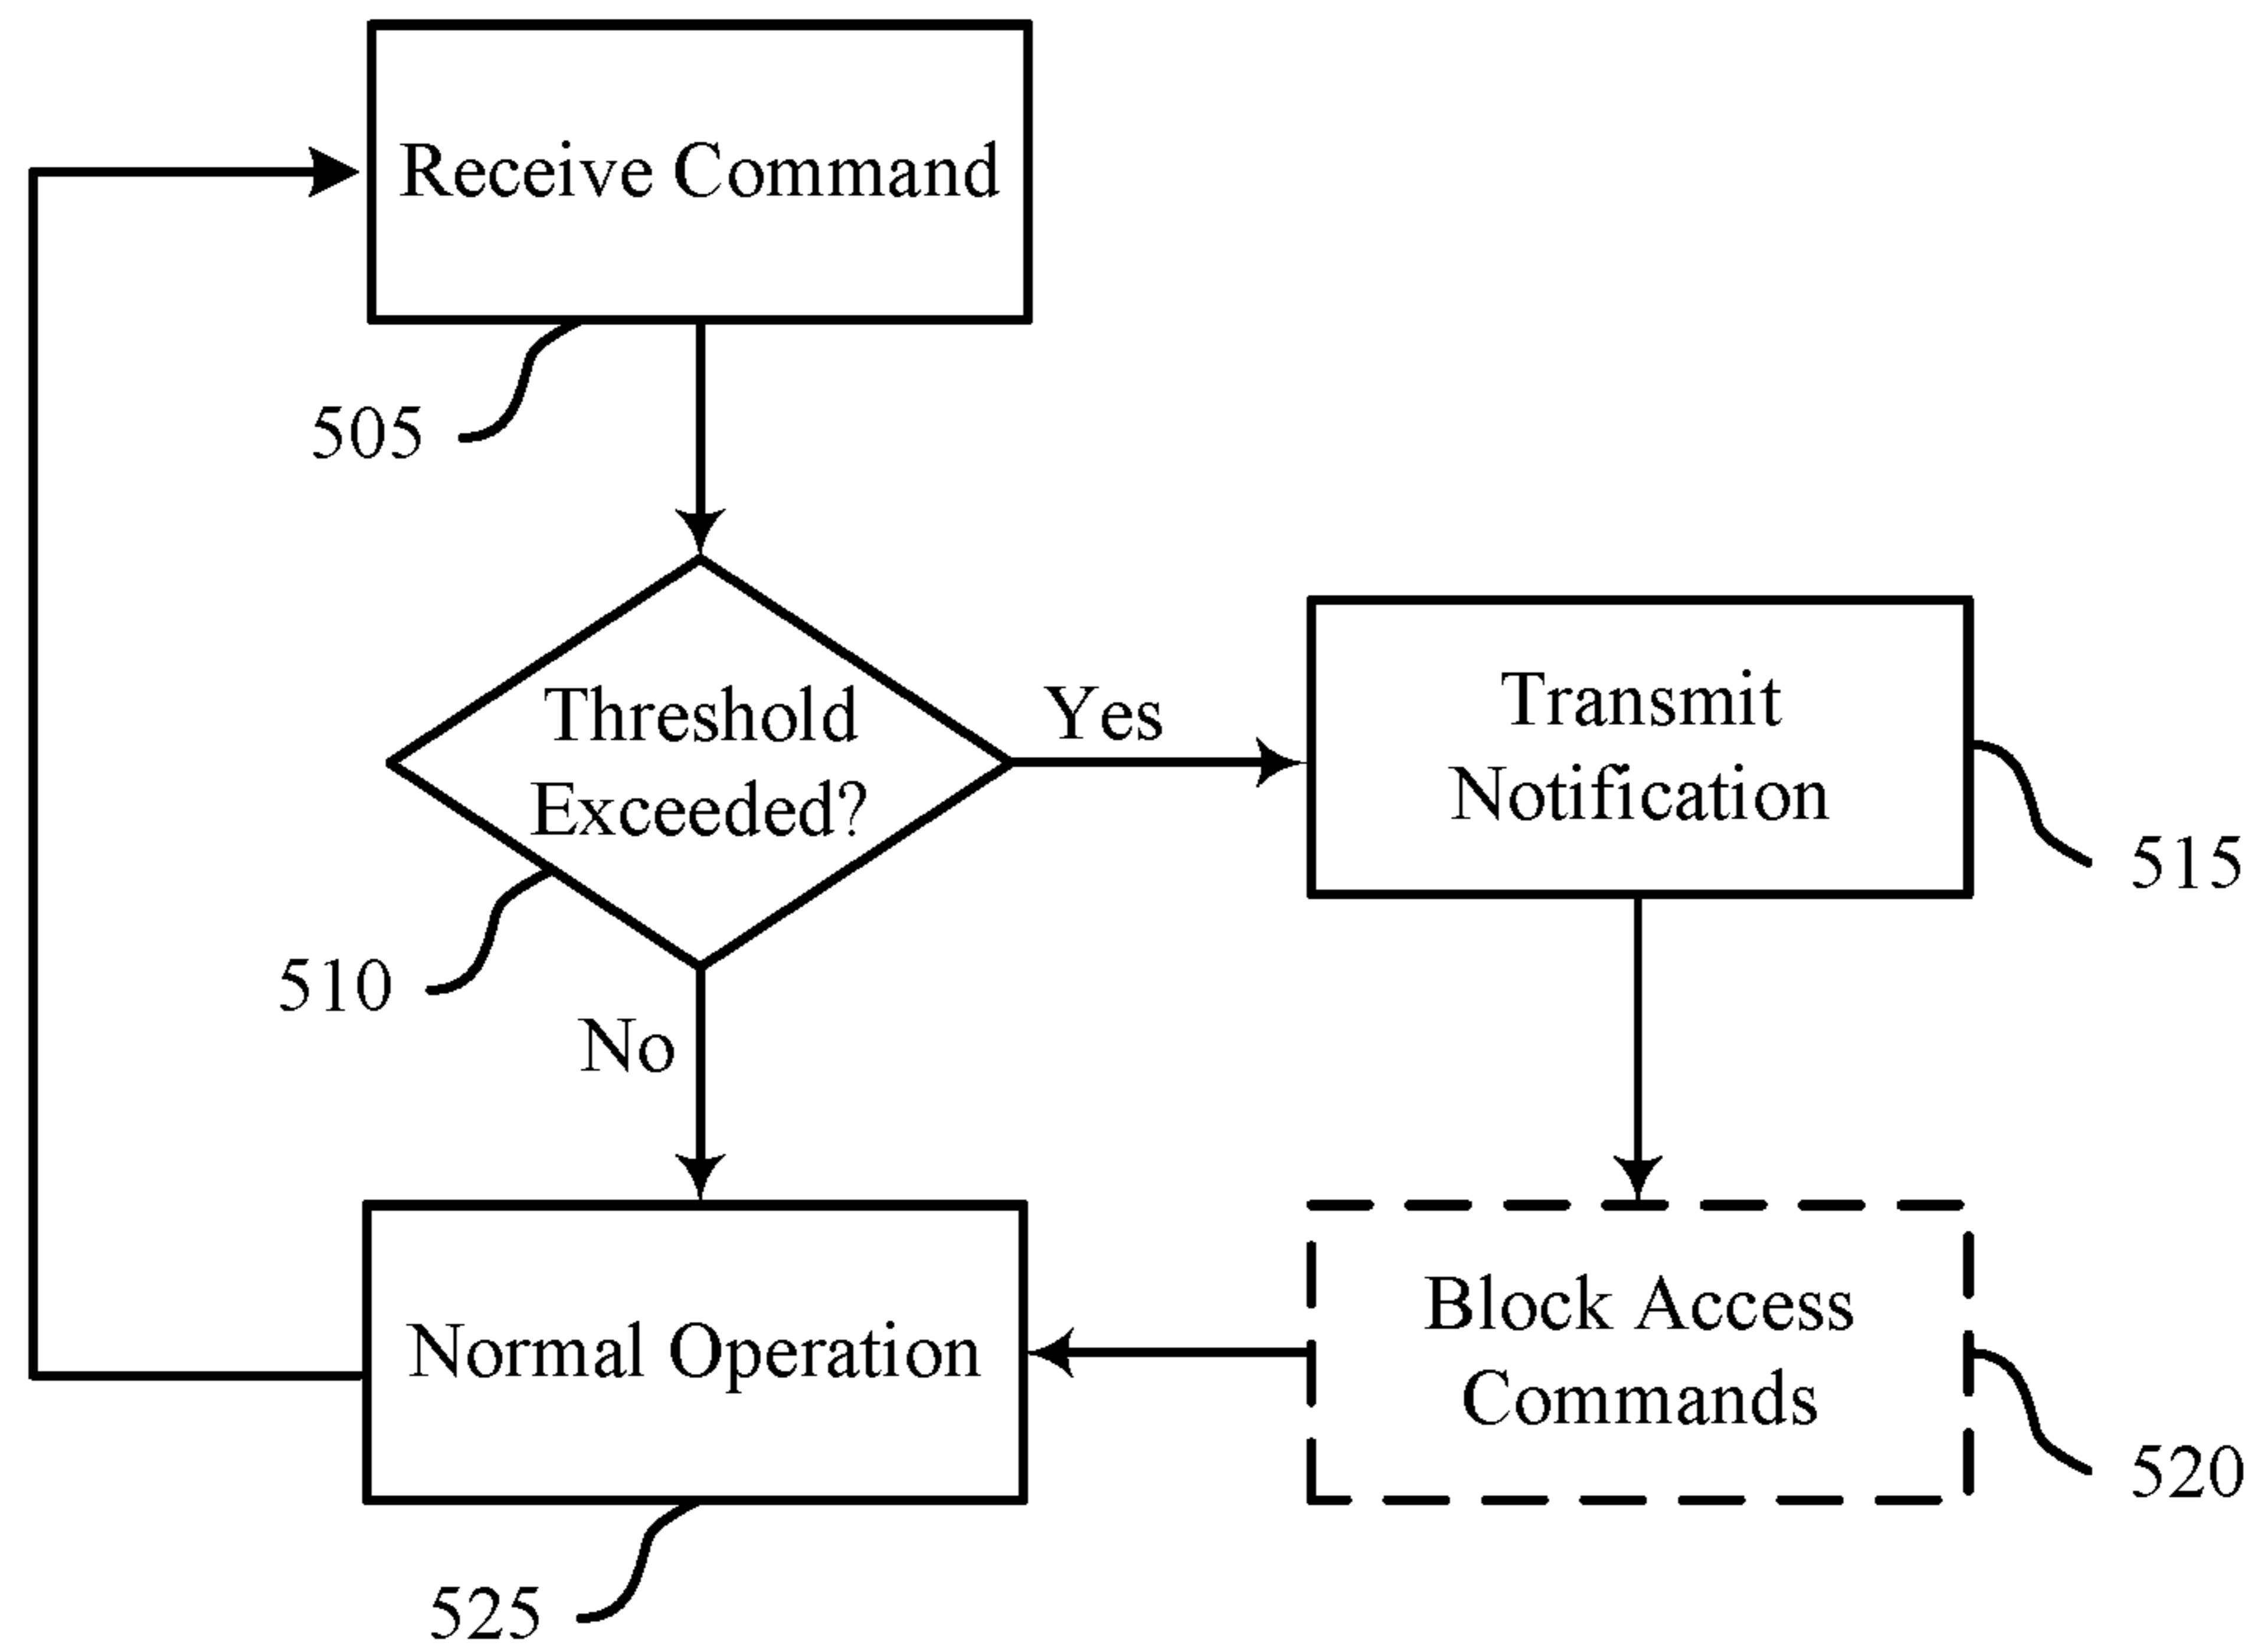 Receive Command
505
Threshold
Exceeded?
Yes
Transmit
Notification
515
510
No
Normal Operation
Block Access
Commands
520
525